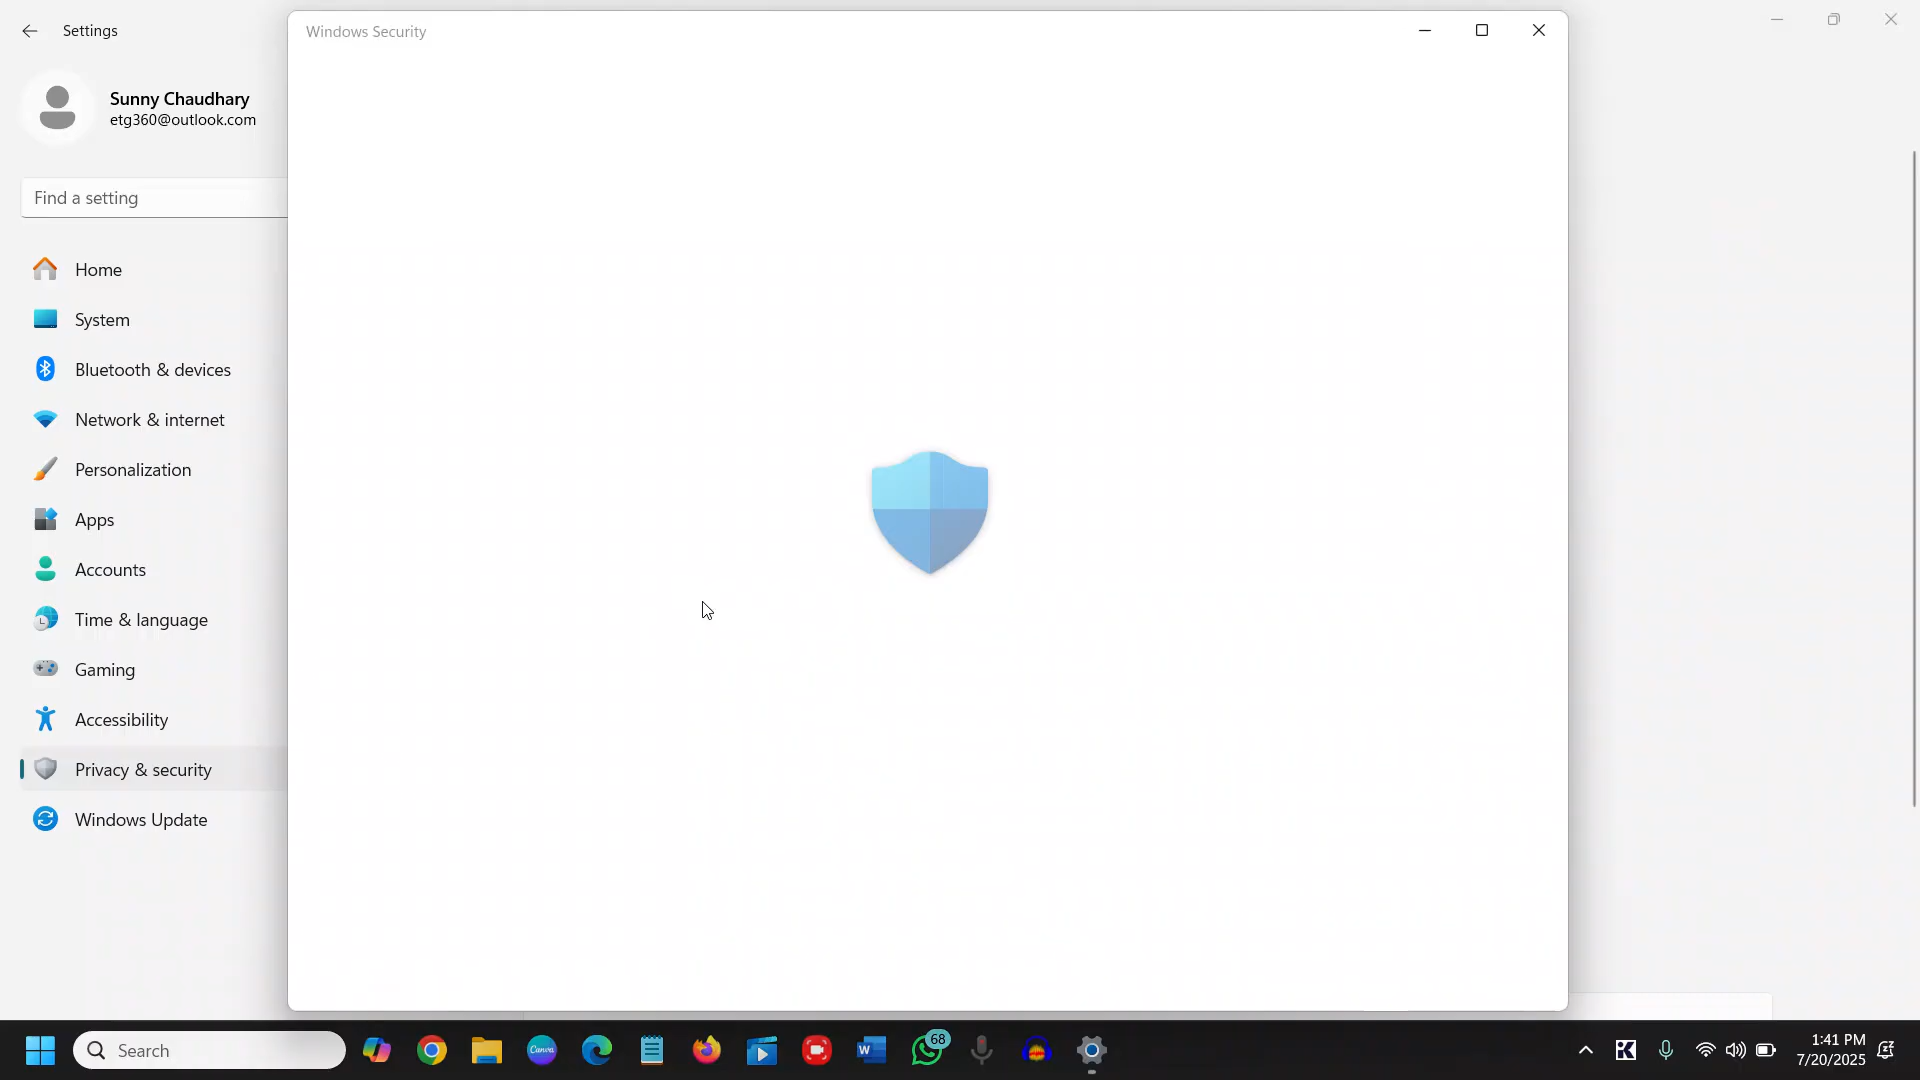 Settings
Windows Security
Sunny Chaudhary
etg360@outlook.com
Find a setting
Home
System
Bluetooth & devices
Network & internet
Personalization
Apps
Accounts
Time & language
Gaming
Accessibility
Privacy & security
Windows Update
Search
Canva
W
68
K
1:41 PM
7/20/2025